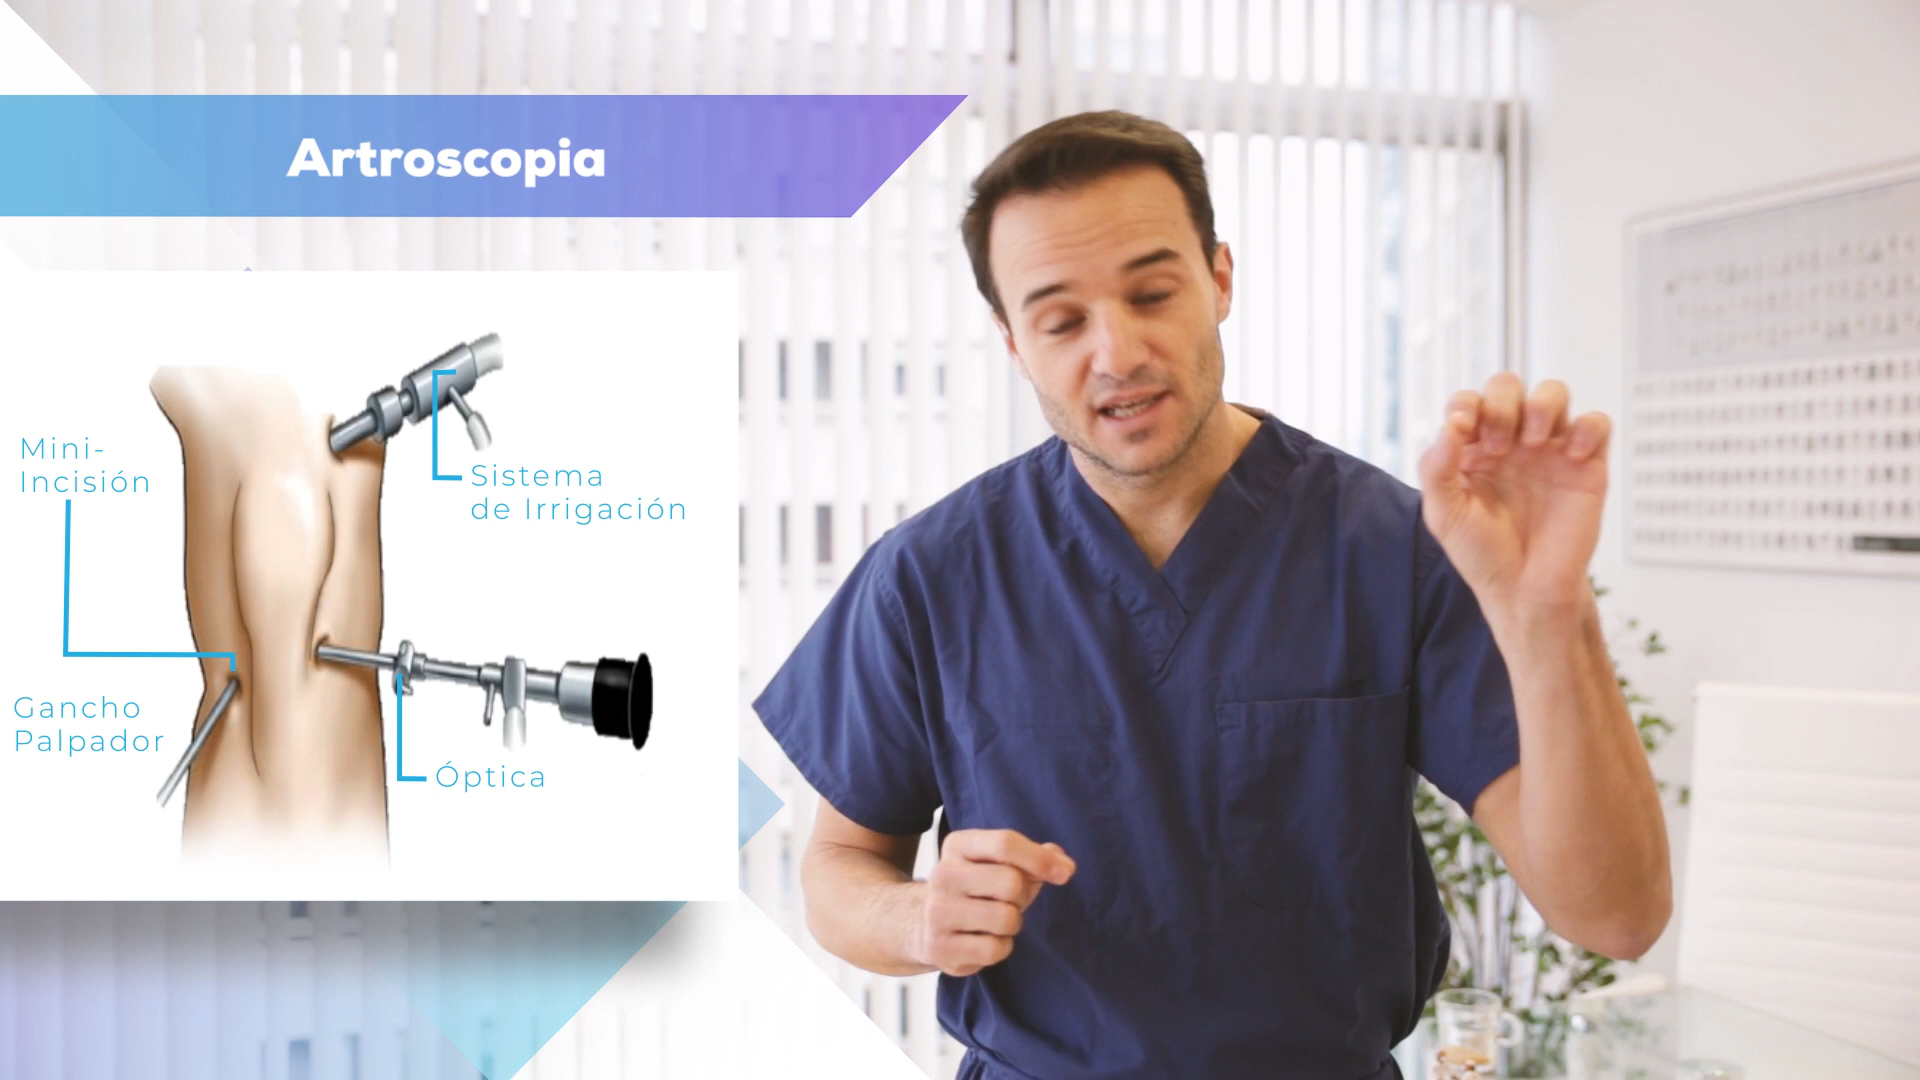 Artroscopia
Mini-
Incisión
Sistema
de Irrigación
Gancho
Palpador
Óptica